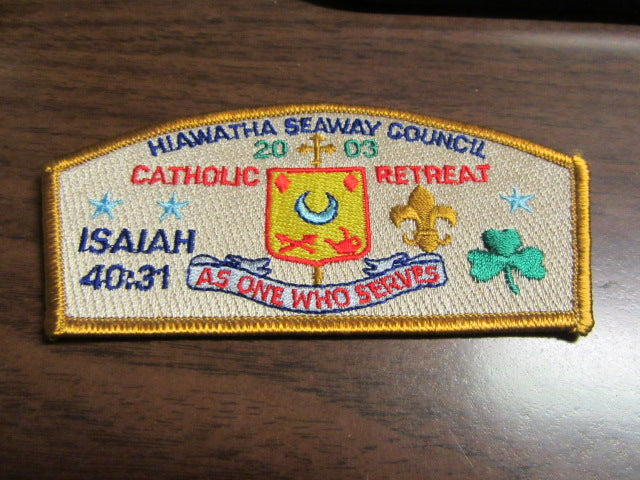 HIAWATHA SEAWAY COUNCIL
20 03
CATHOLIC RETREAT
ISAIAH
40:31
AS ONE WHO SERVES